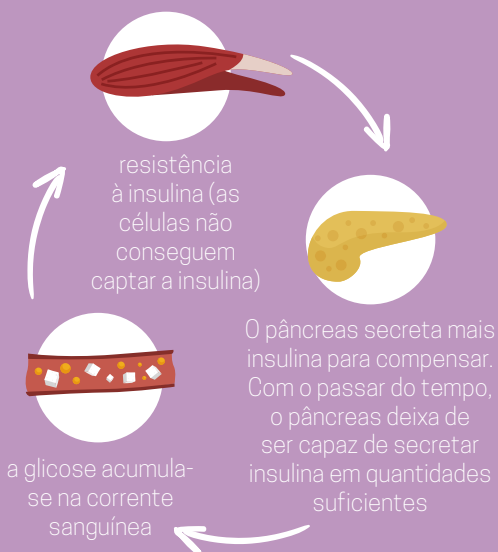 resistência
à insulina (as
células não
conseguem
captar a insulina)
O pâncreas secreta mais
insulina para compensar.
Com o passar do tempo,
o pâncreas deixa de
ser capaz de secretar
insulina em quantidades
suficientes
a glicose acumula-
se na corrente
sanguínea